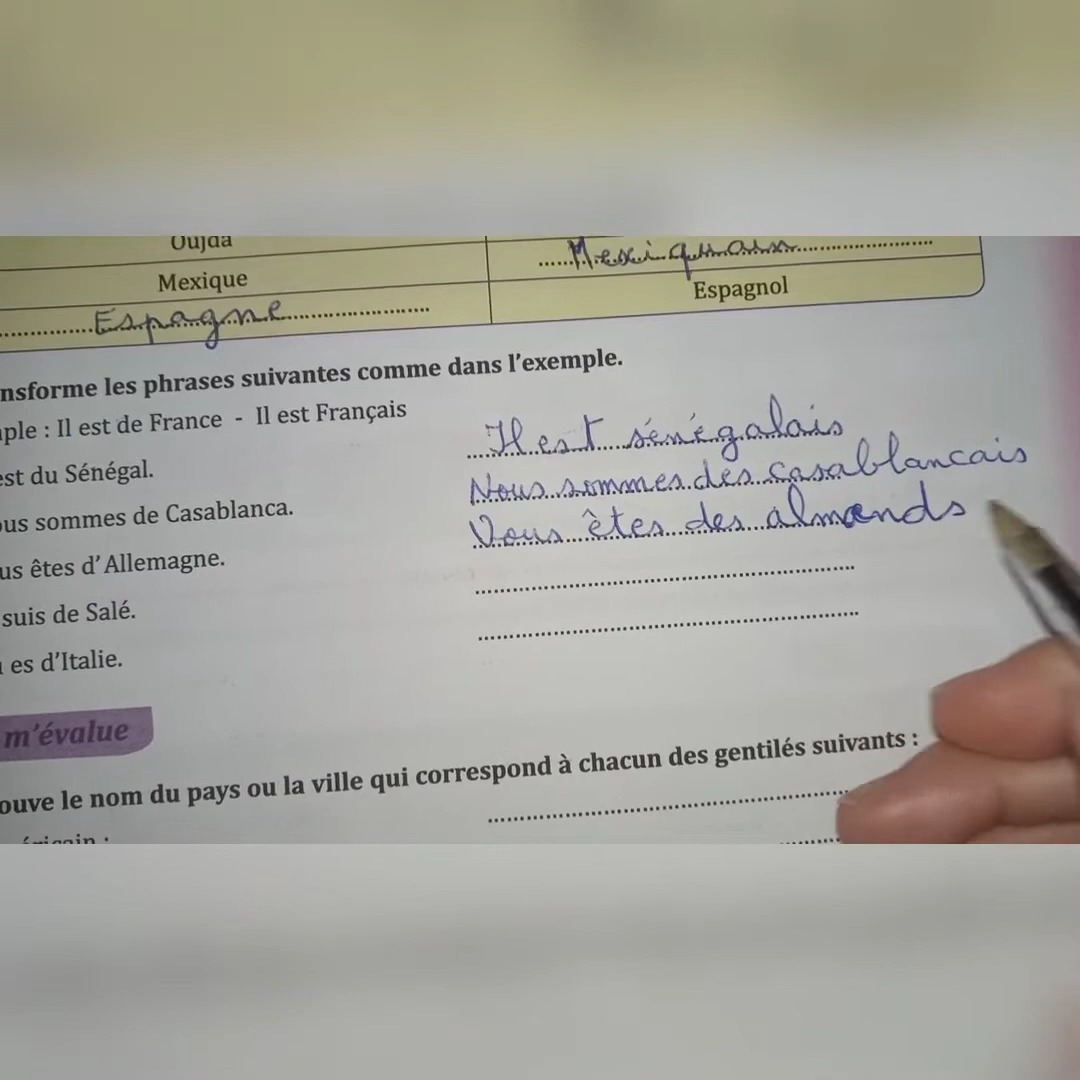 Oujda
Mexique Mexiquain
Espagne Espagnol
nsforme les phrases suivantes comme dans l'exemple.
ple : Il est de France - Il est Français
est du Sénégal. Il est sénégalais
ous sommes de Casablanca. Nous sommes des casablancais
us êtes d'Allemagne. Vous êtes des almends
suis de Salé.
es d'Italie.
m'évalue
ouve le nom du pays ou la ville qui correspond à chacun des gentilés suivants :